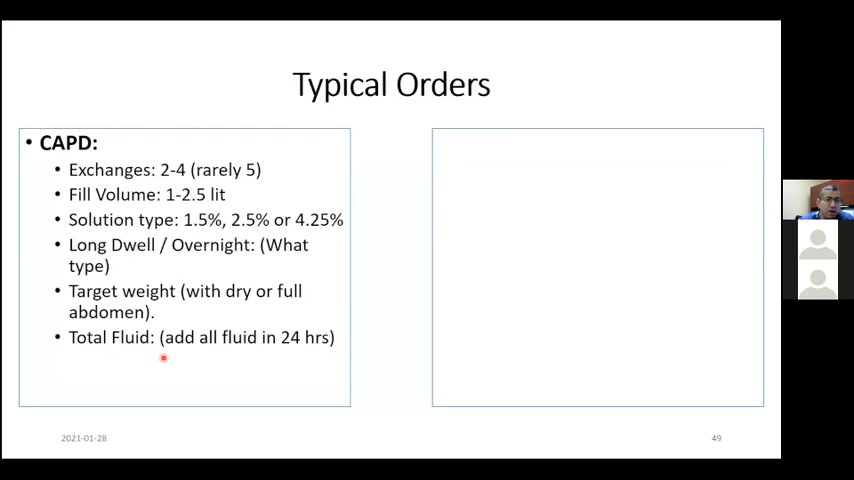 Typical Orders
• CAPD:
• Exchanges: 2-4 (rarely 5)
• Fill Volume: 1-2.5 lit
• Solution type: 1.5%, 2.5% or 4.25%
• Long Dwell / Overnight: (What
type)
• Target weight (with dry or full
abdomen).
• Total Fluid: (add all fluid in 24 hrs)
2021-01-28
49